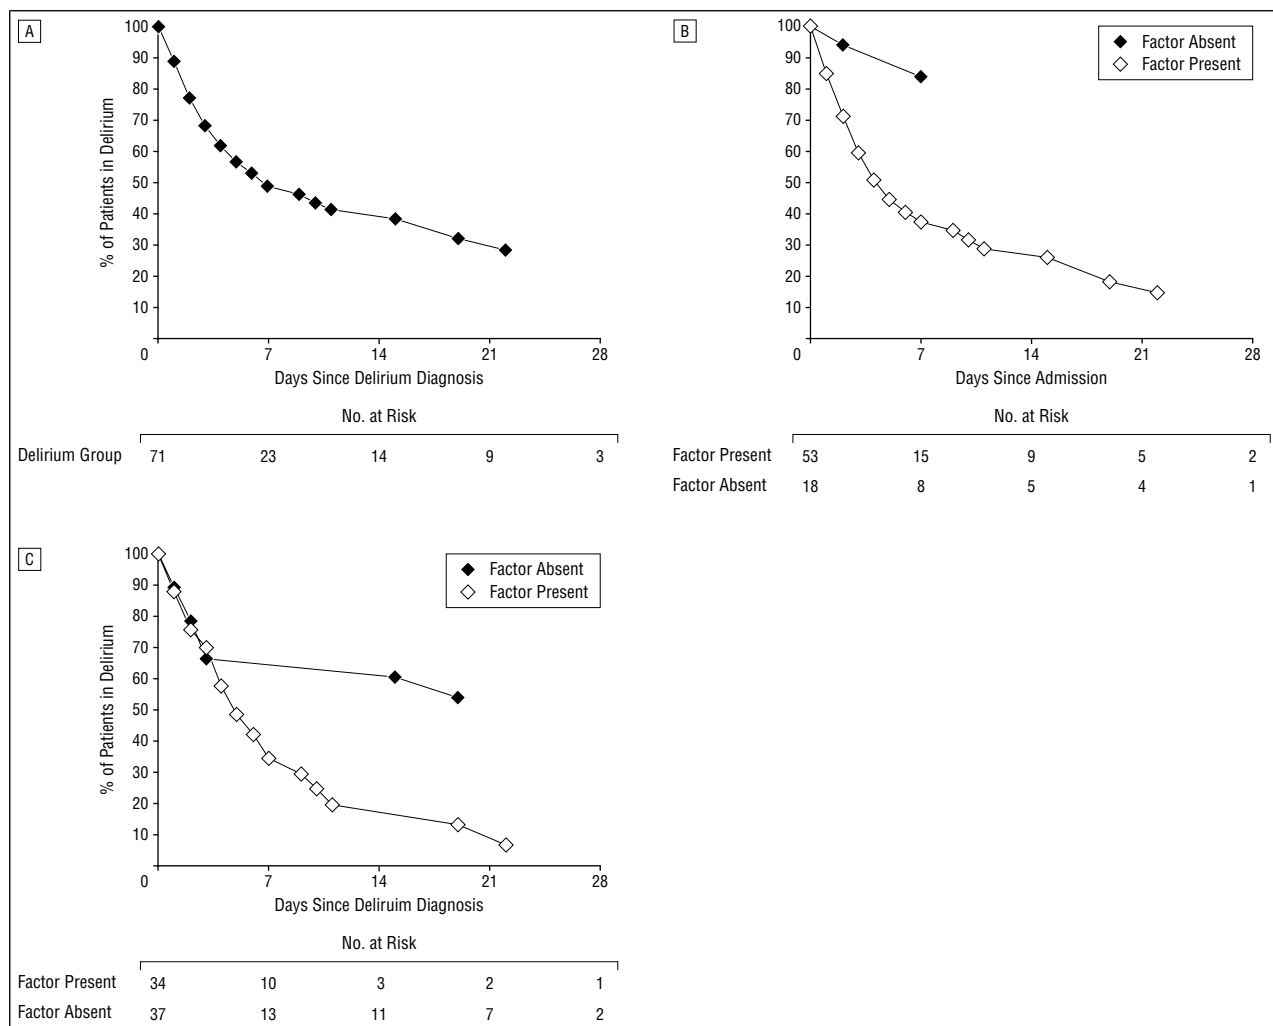 A
% of Patients in Delirium
100
90
80
70
60
50
40
30
20
10
0 7 14 21 28
Days Since Delirium Diagnosis
No. at Risk
Delirium Group 71 23 14 9 3
B
Factor Absent
Factor Present
100
90
80
70
60
50
40
30
20
10
% of Patients in Delirium
0 7 14 21 28
Days Since Admission
No. at Risk
Factor Present 53 15 9 5 2
Factor Absent 18 8 5 4 1
C
Factor Absent
Factor Present
100
90
80
70
60
50
40
30
20
10
% of Patients in Delirium
0 7 14 21 28
Days Since Deliruim Diagnosis
No. at Risk
Factor Present 34 10 3 2 1
Factor Absent 37 13 11 7 2